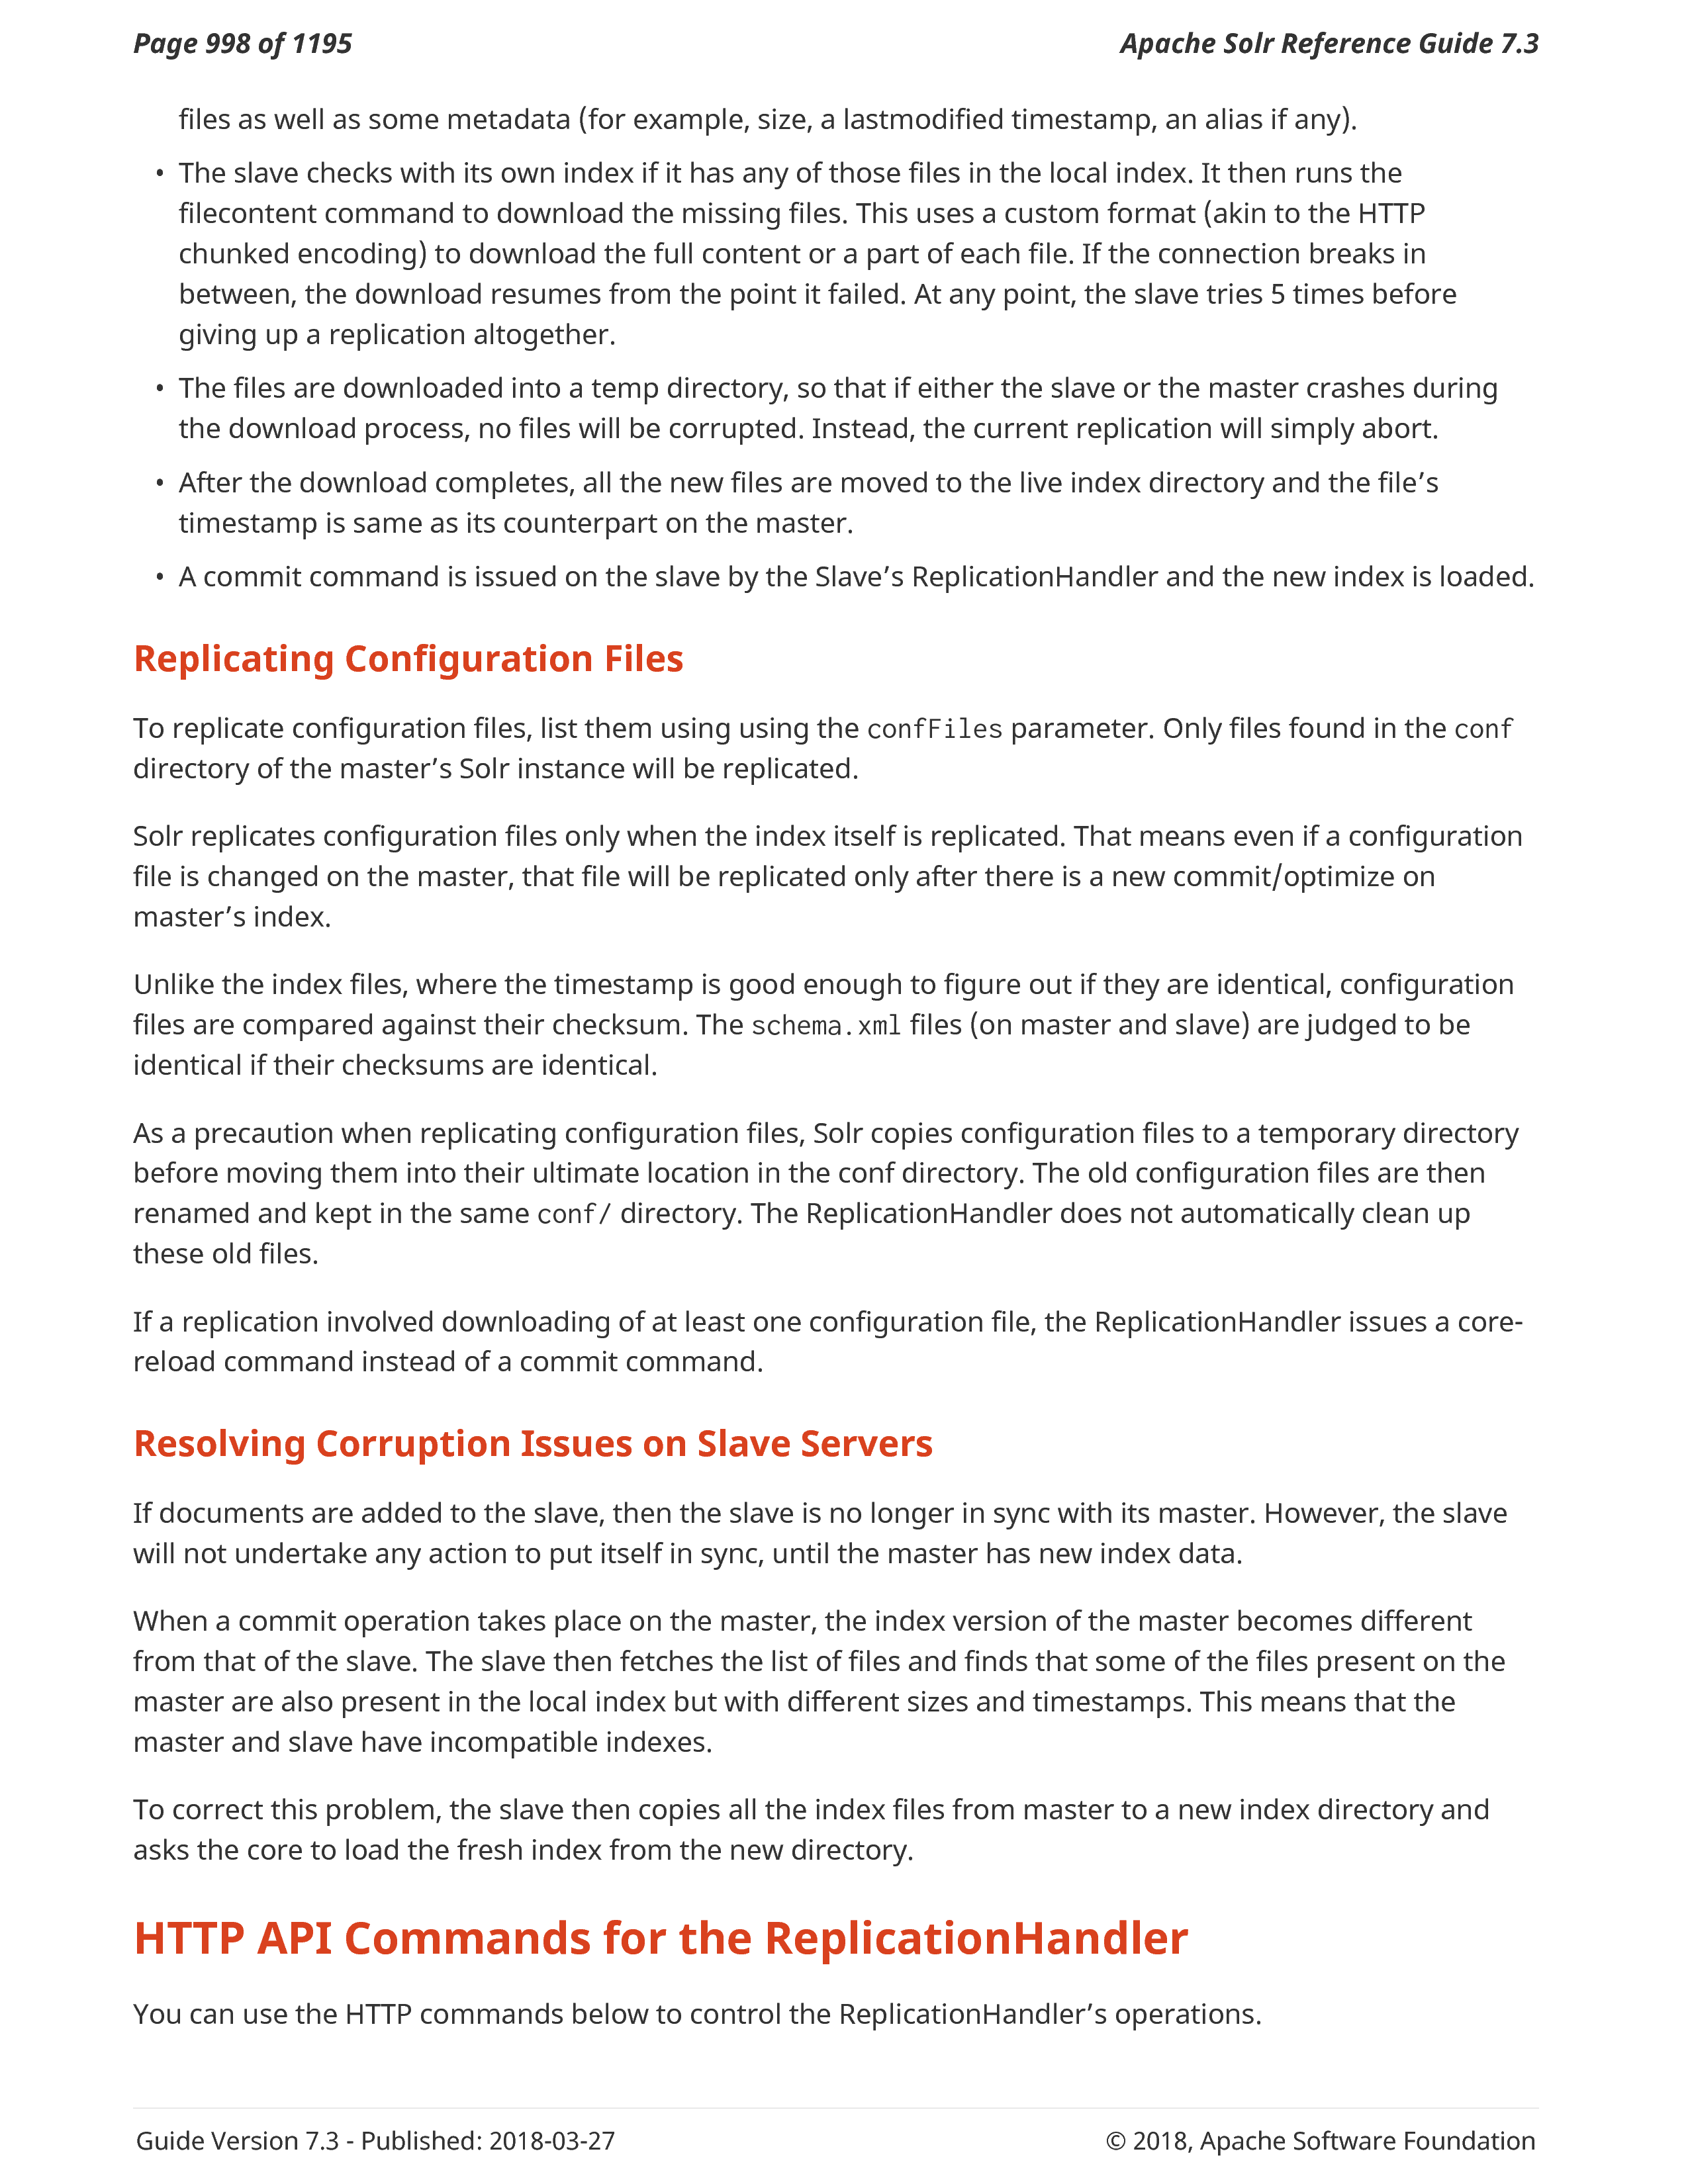 Page 998 of 1195
Apache Solr Reference Guide 7.3
files as well as some metadata (for example, size, a lastmodified timestamp, an alias if any).
• The slave checks with its own index if it has any of those files in the local index. It then runs the
filecontent command to download the missing files. This uses a custom format (akin to the HTTP
chunked encoding) to download the full content or a part of each file. If the connection breaks in
between, the download resumes from the point it failed. At any point, the slave tries 5 times before
giving up a replication altogether.
• The files are downloaded into a temp directory, so that if either the slave or the master crashes during
the download process, no files will be corrupted. Instead, the current replication will simply abort.
• After the download completes, all the new files are moved to the live index directory and the file’s
timestamp is same as its counterpart on the master.
• A commit command is issued on the slave by the Slave’s ReplicationHandler and the new index is loaded.
Replicating Configuration Files
To replicate configuration files, list them using using the confFiles parameter. Only files found in the conf
directory of the master’s Solr instance will be replicated.
Solr replicates configuration files only when the index itself is replicated. That means even if a configuration
file is changed on the master, that file will be replicated only after there is a new commit/optimize on
master’s index.
Unlike the index files, where the timestamp is good enough to figure out if they are identical, configuration
files are compared against their checksum. The schema.xml files (on master and slave) are judged to be
identical if their checksums are identical.
As a precaution when replicating configuration files, Solr copies configuration files to a temporary directory
before moving them into their ultimate location in the conf directory. The old configuration files are then
renamed and kept in the same conf/ directory. The ReplicationHandler does not automatically clean up
these old files.
If a replication involved downloading of at least one configuration file, the ReplicationHandler issues a core-
reload command instead of a commit command.
Resolving Corruption Issues on Slave Servers
If documents are added to the slave, then the slave is no longer in sync with its master. However, the slave
will not undertake any action to put itself in sync, until the master has new index data.
When a commit operation takes place on the master, the index version of the master becomes different
from that of the slave. The slave then fetches the list of files and finds that some of the files present on the
master are also present in the local index but with different sizes and timestamps. This means that the
master and slave have incompatible indexes.
To correct this problem, the slave then copies all the index files from master to a new index directory and
asks the core to load the fresh index from the new directory.
HTTP API Commands for the ReplicationHandler
You can use the HTTP commands below to control the ReplicationHandler’s operations.
Guide Version 7.3 - Published: 2018-03-27
© 2018, Apache Software Foundation